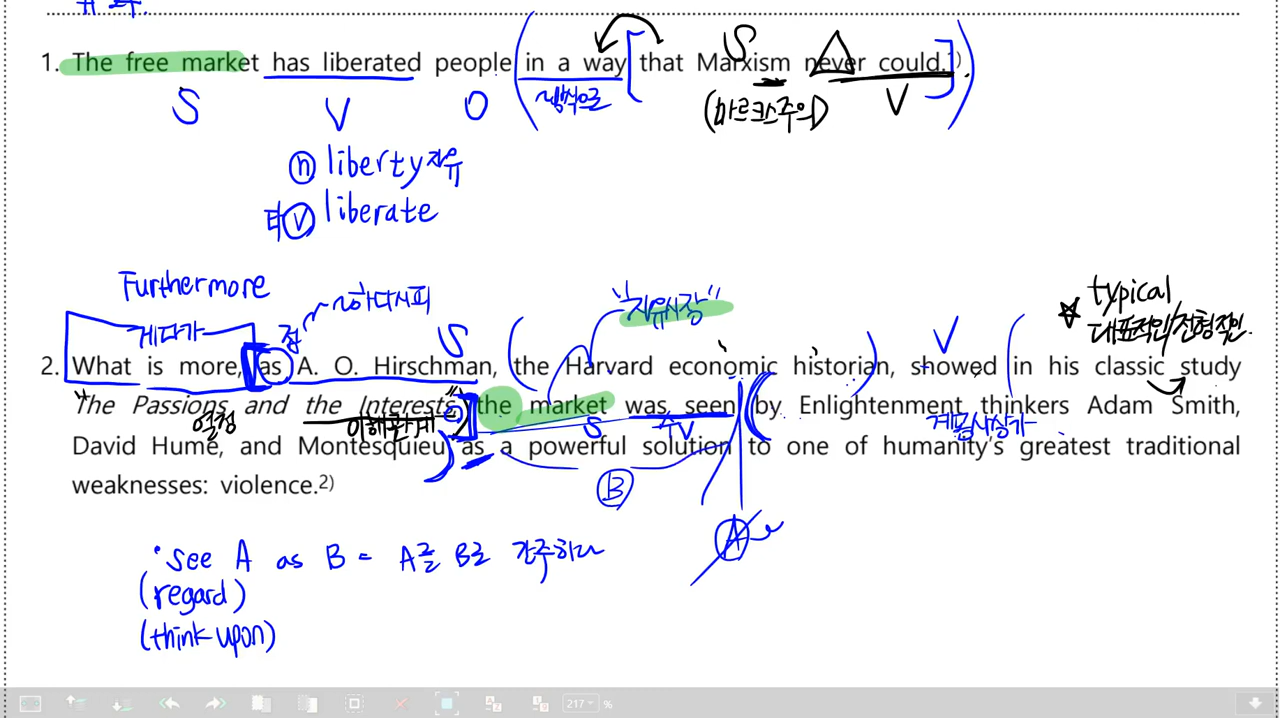 1. The free market has liberated people in a way that Marxism never could.1)
S V O ~방식으로 S (마르크스주의) V
ⓝ liberty 자유
타ⓥ liberate
Furthermore
게다가 접 ~하다시피 S "자유시장" V ☆ typical
대표적인/전형적인
2. What is more, as A. O. Hirschman, the Harvard economic historian, showed in his classic study
"The Passions and the Interests", the market was seen by Enlightenment thinkers Adam Smith,
열정 이해관계 S 수V 계몽사상가
David Hume, and Montesquieu as a powerful solution to one of humanity's greatest traditional
weaknesses: violence.2)
Ⓑ
Ⓐ
• see A as B = A를 B로 간주하다
(regard)
(think upon)
217 %